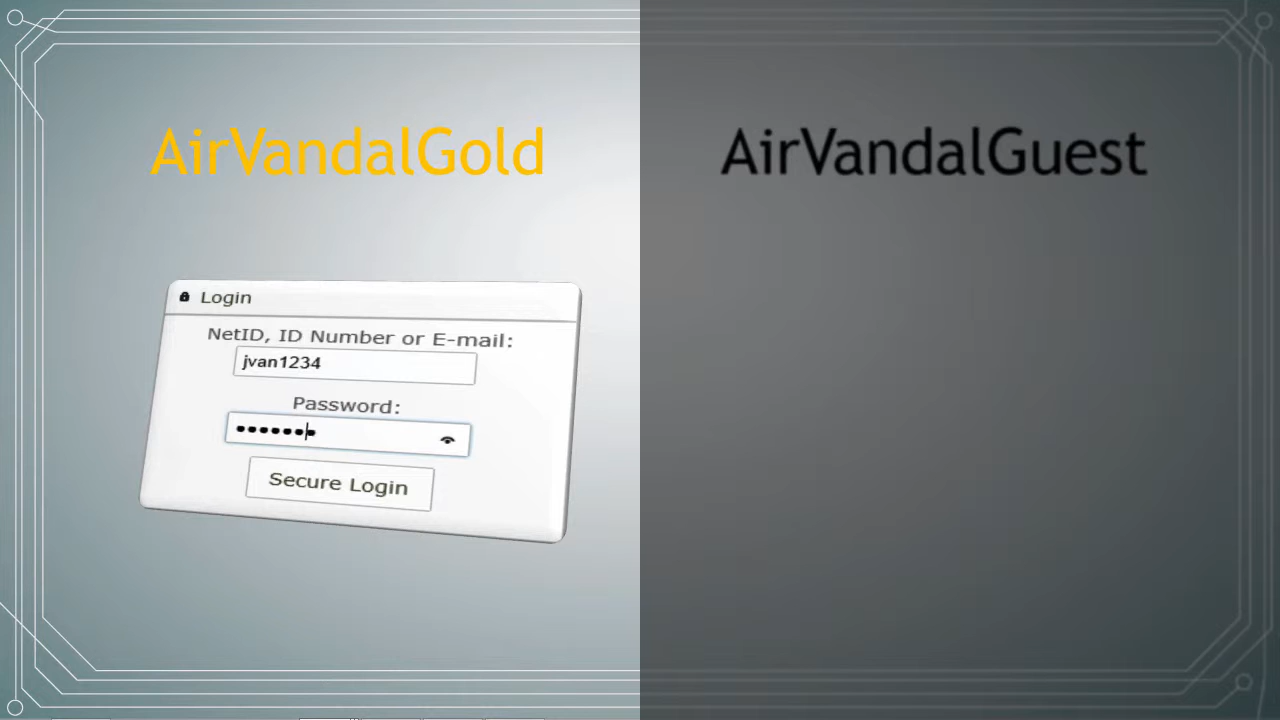 AirVandalGold
AirVandalGuest
Login
NetID, ID Number or E-mail:
jvan1234
Password:
•••••••
Secure Login